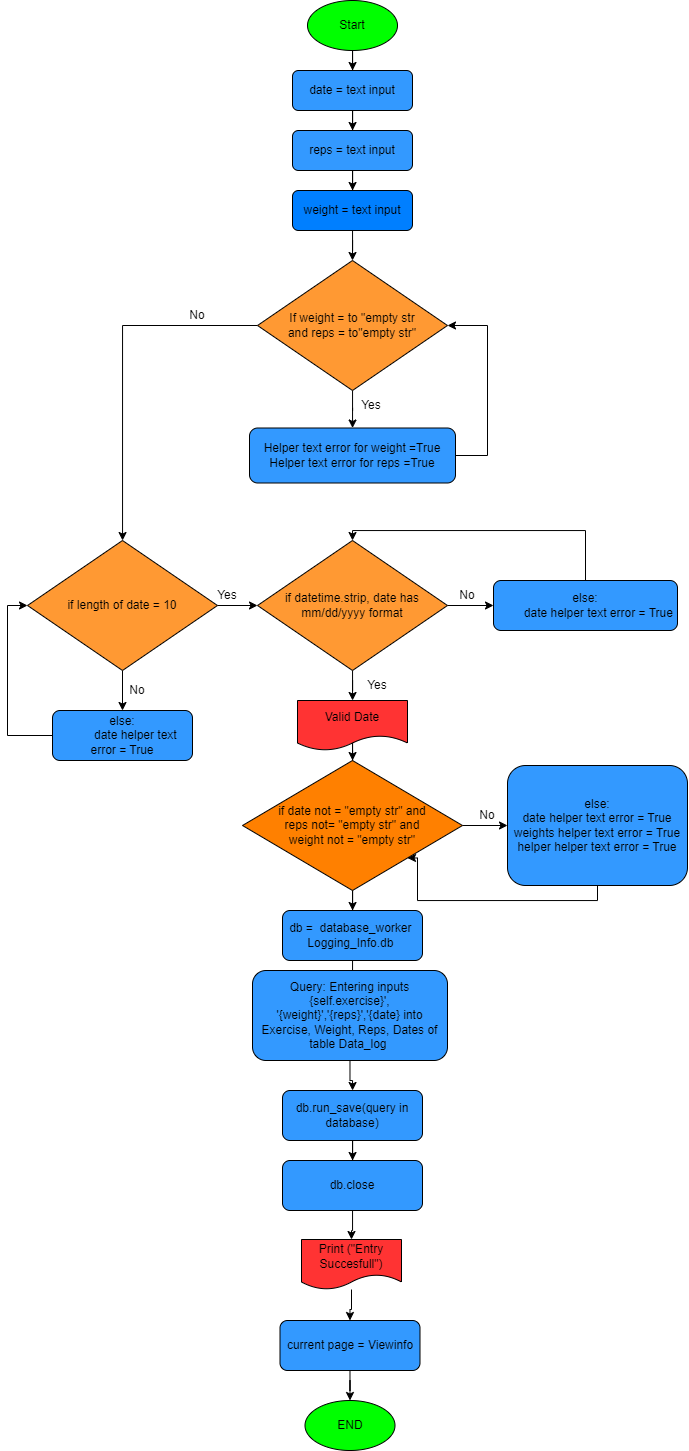 Start
date = text input
reps = text input
weight = text input
If weight = to "empty str
and reps = to"empty str"
No
Yes
Helper text error for weight =True
Helper text error for reps =True
if length of date = 10
Yes
if datetime.strip, date has
mm/dd/yyyy format
No
else:
date helper text error = True
No
Yes
else:
date helper text
error = True
Valid Date
if date not = "empty str" and
reps not= "empty str" and
weight not = "empty str"
No
else:
date helper text error = True
weights helper text error = True
helper helper text error = True
db =  database_worker
Logging_Info.db
Query: Entering inputs
{self.exercise}',
'{weight}','{reps}','{date} into
Exercise, Weight, Reps, Dates of
table Data_log
db.run_save(query in
database)
db.close
Print ("Entry
Succesfull")
current page = Viewinfo
END